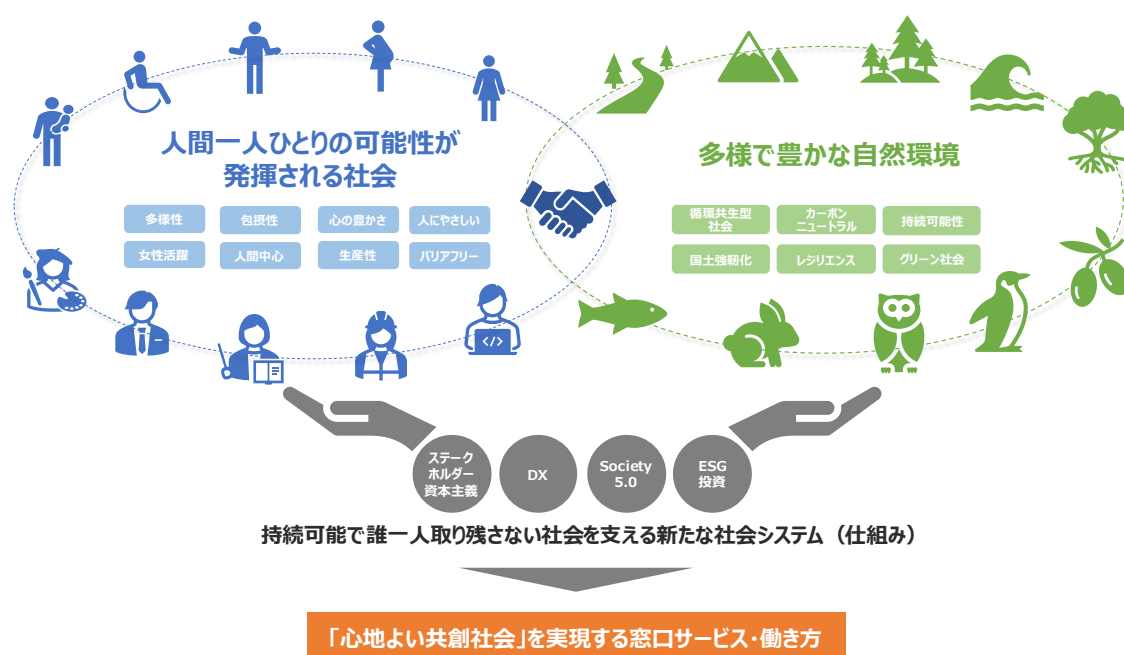 人間一人ひとりの可能性が
発揮される社会
多様性
包摂性
心の豊かさ
人にやさしい
女性活躍
人間中心
生産性
バリアフリー
多様で豊かな自然環境
循環共生型
社会
カーボン
ニュートラル
持続可能性
国土強靭化
レジリエンス
グリーン社会
</>
ステーク
ホルダー
資本主義
DX
Society
5.0
ESG
投資
持続可能で誰一人取り残さない社会を支える新たな社会システム（仕組み）
「心地よい共創社会」を実現する窓口サービス・働き方